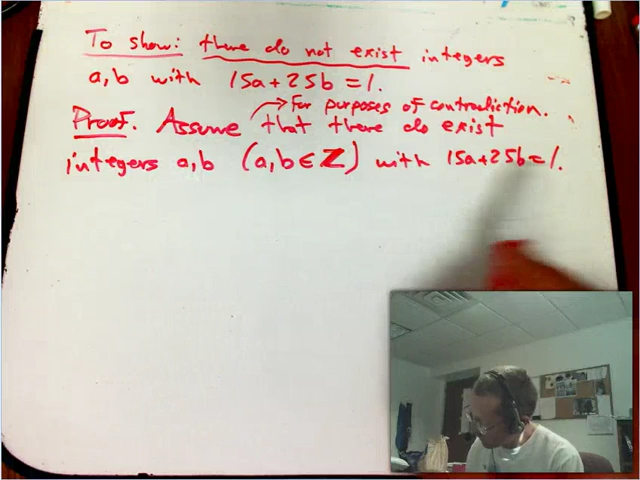 To show: there do not exist integers
a,b with 15a+25b=1.
→ For purposes of contradiction.
Proof. Assume that there do exist
integers a,b (a,b∈ℤ) with 15a+25b=1.